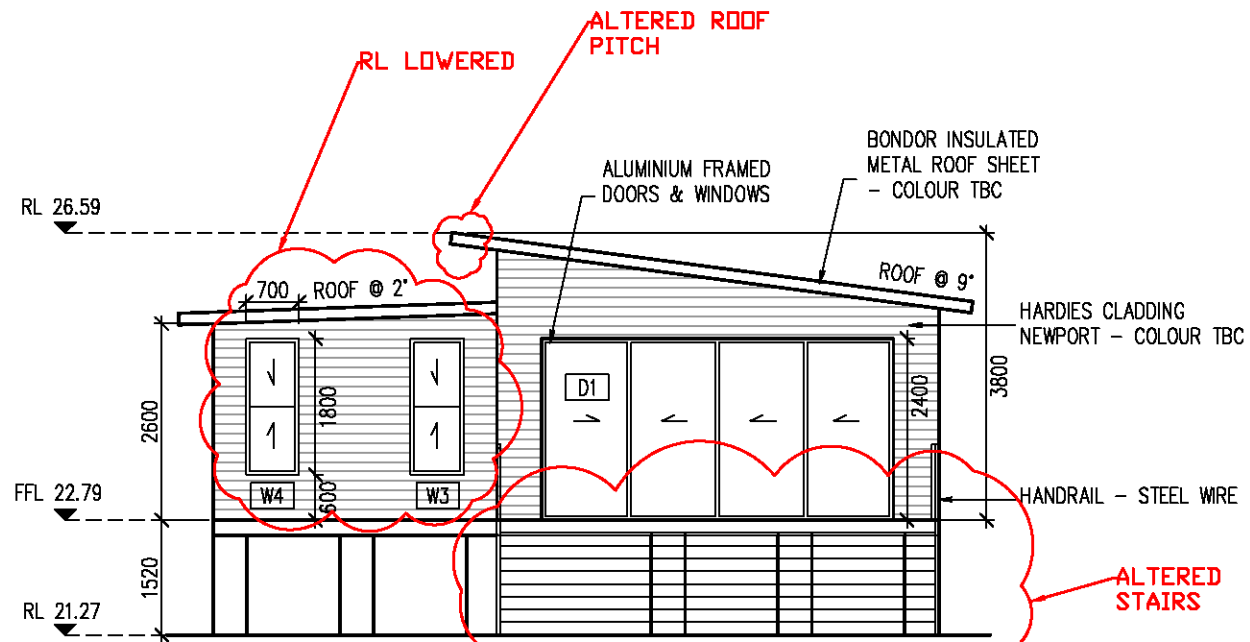 ALTERED ROOF
PITCH
RL LOWERED
BONDOR INSULATED
METAL ROOF SHEET
- COLOUR TBC
ALUMINIUM FRAMED
DOORS & WINDOWS
RL 26.59
700
ROOF @ 2°
ROOF @ 9°
HARDIES CLADDING
NEWPORT - COLOUR TBC
D1
2600
1800
2400
3800
W4
600
W3
FFL 22.79
HANDRAIL - STEEL WIRE
1520
ALTERED
STAIRS
RL 21.27